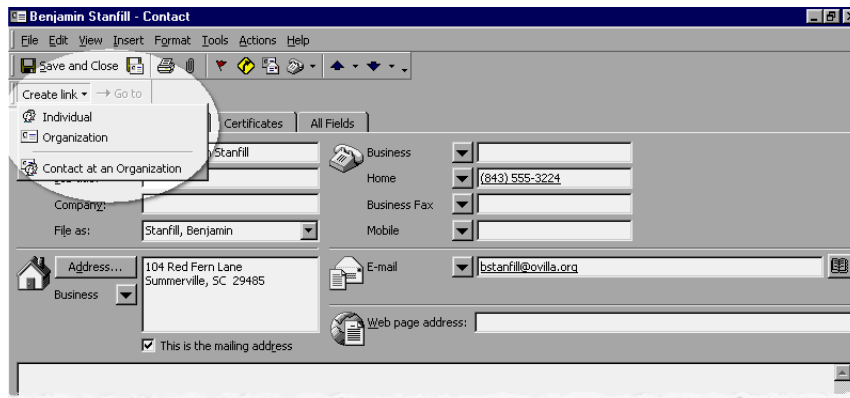 Benjamin Stanfill - Contact
File Edit View Insert Format Tools Actions Help
Save and Close
Create link Go to
Individual
Organization
Contact at an Organization
Certificates All Fields
Stanfill
Business
Home (843) 555-3224
Company:
Business Fax
File as: Stanfill, Benjamin
Mobile
Address...
Business
104 Red Fern Lane
Summerville, SC 29485
This is the mailing address
E-mail bstanfill@ovilla.org
Web page address: